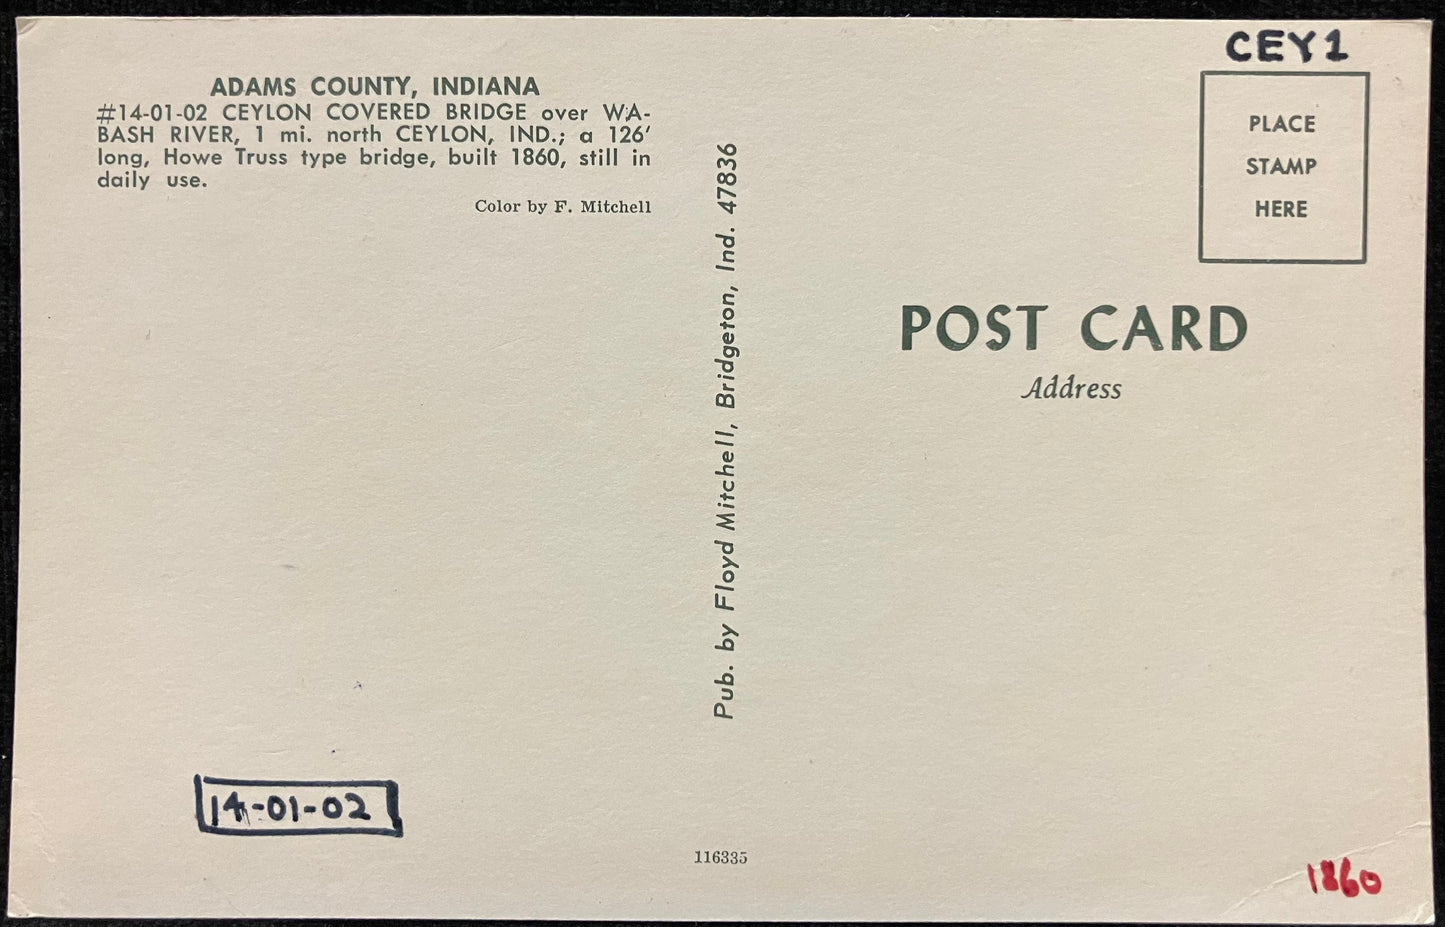 CEY1
ADAMS COUNTY, INDIANA
#14-01-02 CEYLON COVERED BRIDGE over WA-
BASH RIVER, 1 mi. north CEYLON, IND.; a 126′
long, Howe Truss type bridge, built 1860, still in
daily use.
Color by F. Mitchell
Pub. by Floyd Mitchell, Bridgeton, Ind. 47836
PLACE
STAMP
HERE
POST CARD
Address
14-01-02
116335
1860